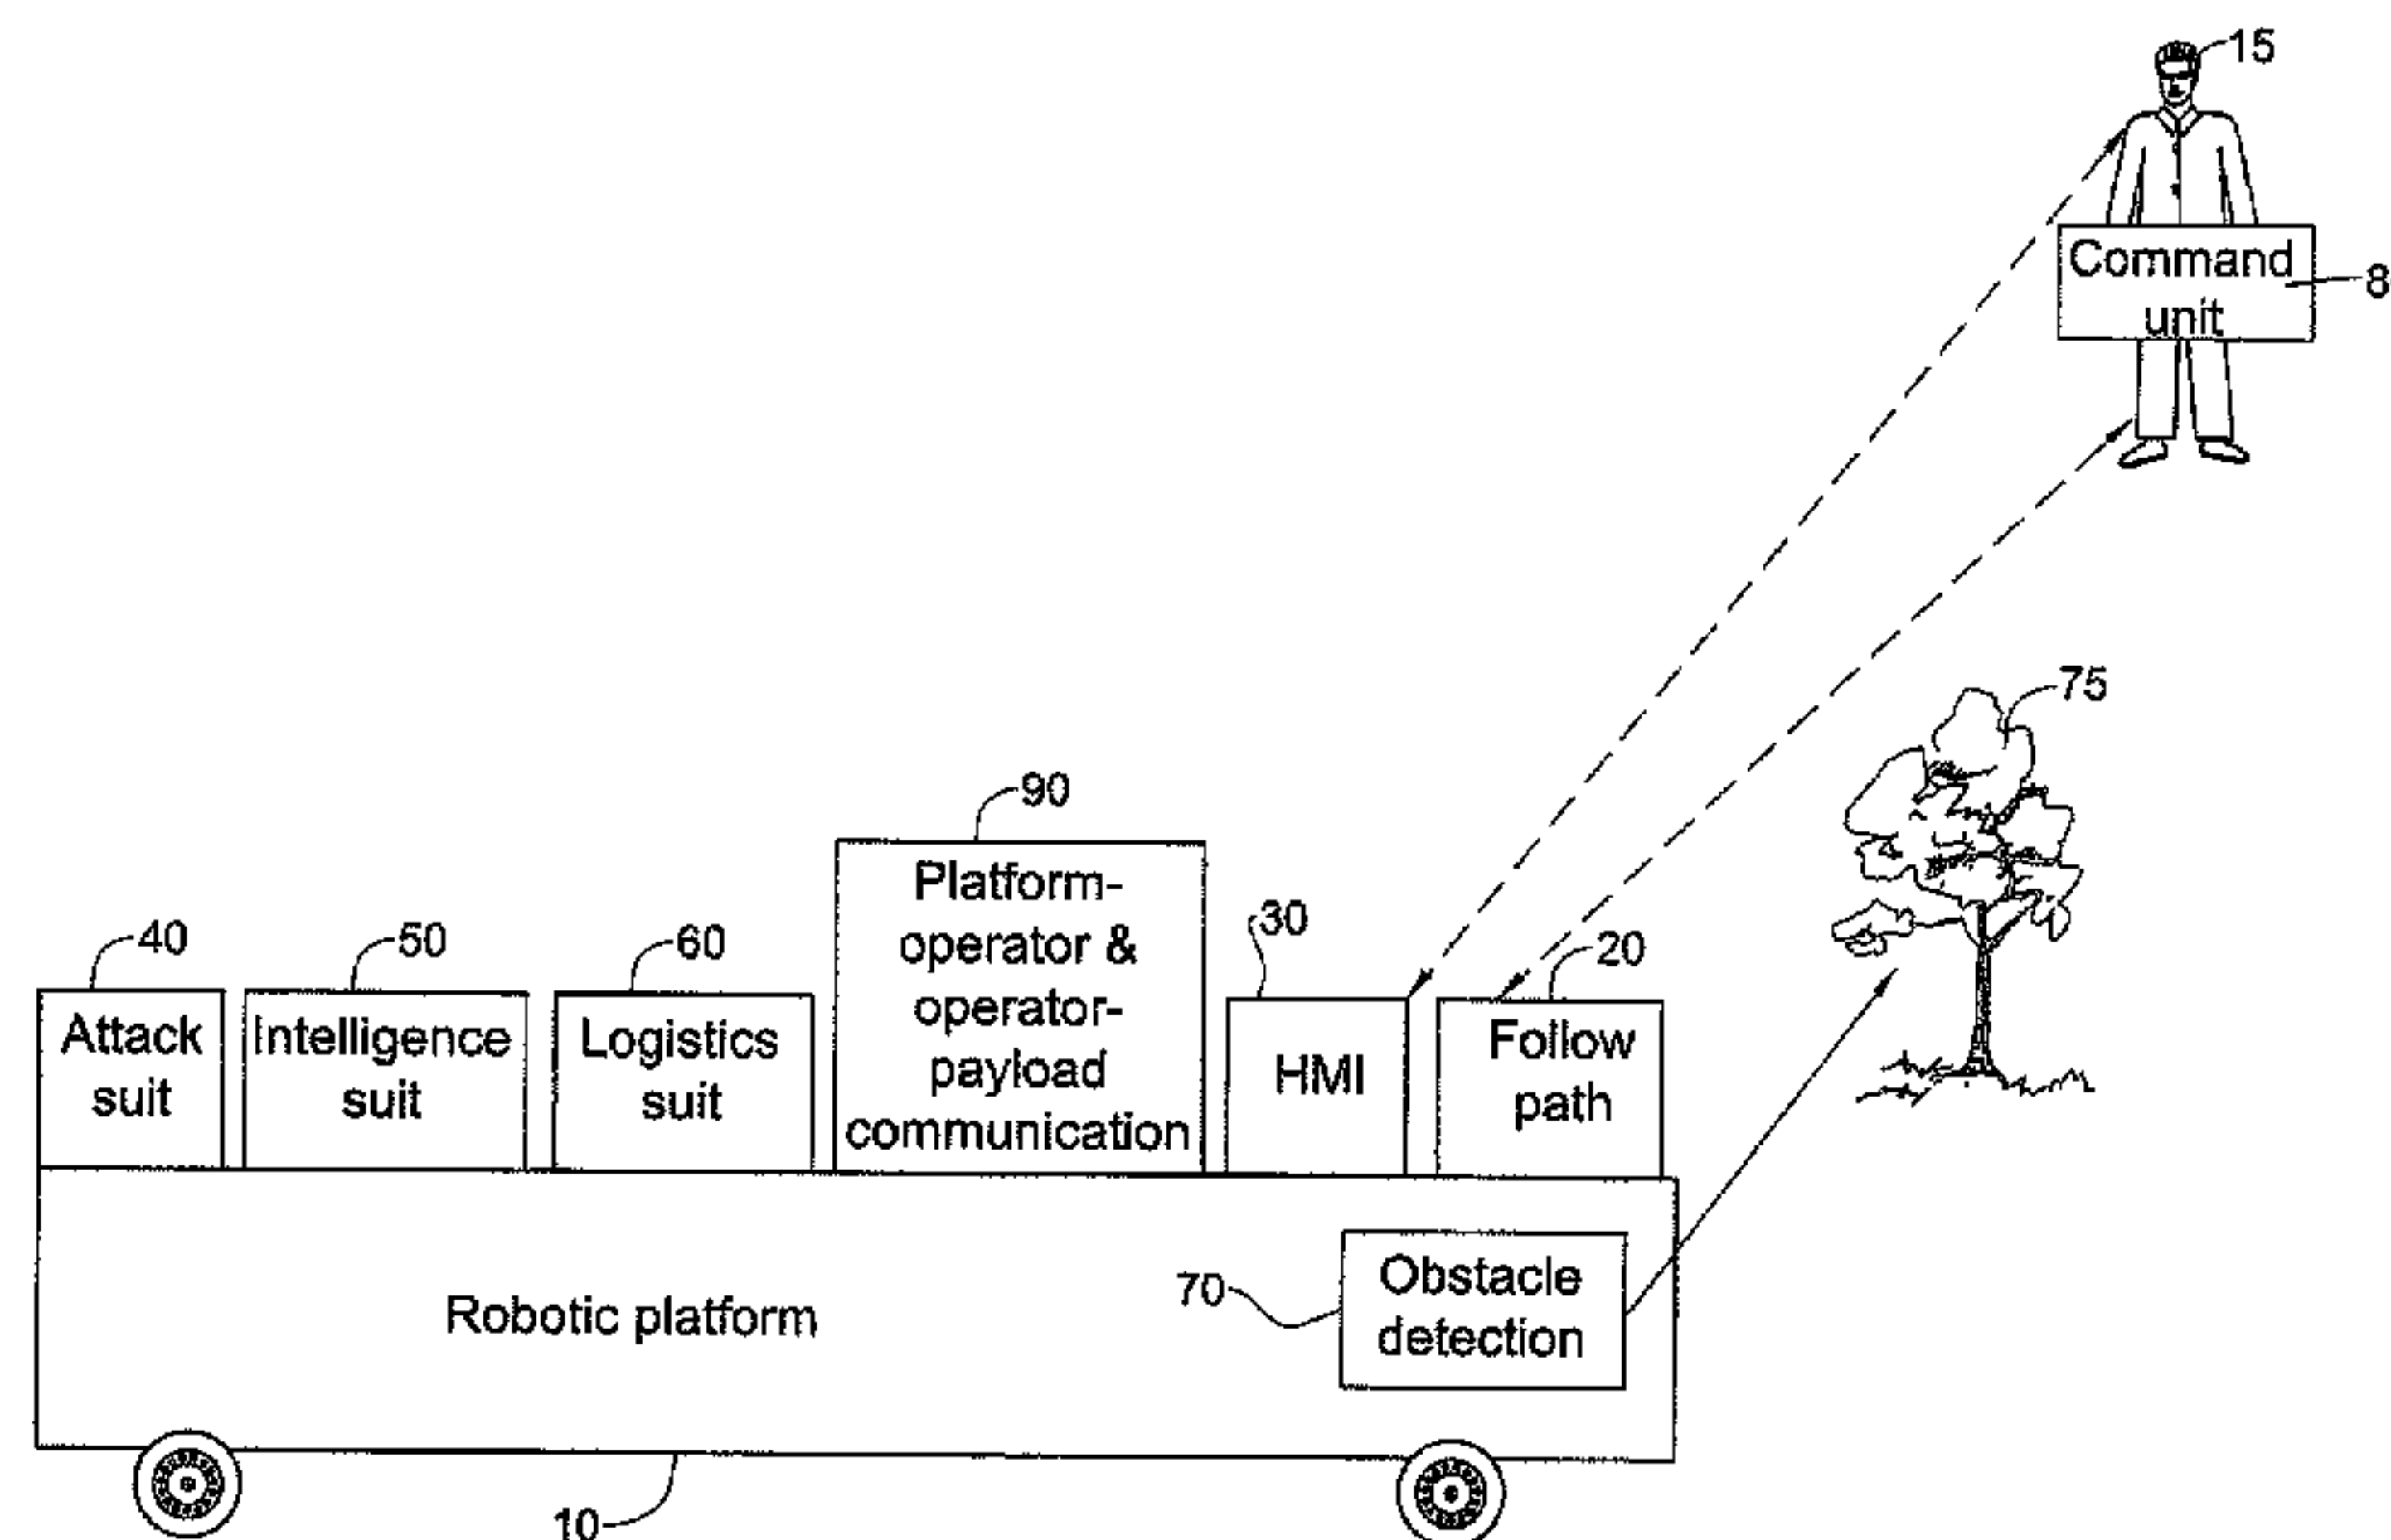 15
Command
unit
8
75
90
Platform-
operator &
operator-
payload
communication
30
20
40
50
60
Attack
suit
Intelligence
suit
Logistics
suit
HMI
Follow
path
70
Obstacle
detection
Robotic platform
10